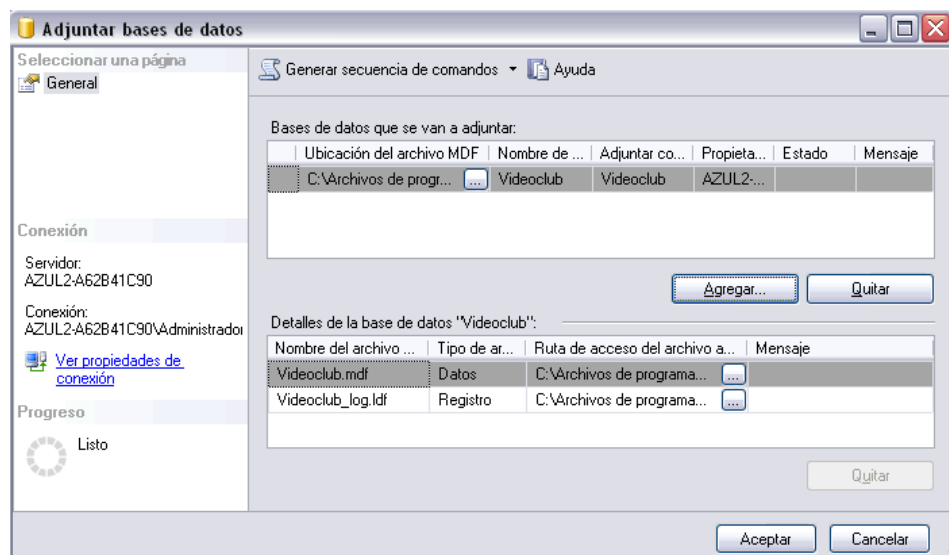 Adjuntar bases de datos
Seleccionar una página
General
Generar secuencia de comandos
Ayuda
Bases de datos que se van a adjuntar:
Ubicación del archivo MDF Nombre de ... Adjuntar co... Propieta... Estado Mensaje
C:\Archivos de progr... ... Videoclub Videoclub AZUL2-...
Agregar... Quitar
Conexión
Servidor:
AZUL2-A62B41C90
Conexión:
AZUL2-A62B41C90\Administrador
Ver propiedades de
conexión
Progreso
Listo
Detalles de la base de datos "Videoclub":
Nombre del archivo ... Tipo de ar... Ruta de acceso del archivo a... Mensaje
Videoclub.mdf Datos C:\Archivos de programa... ...
Videoclub_log.ldf Registro C:\Archivos de programa... ...
Quitar
Aceptar Cancelar